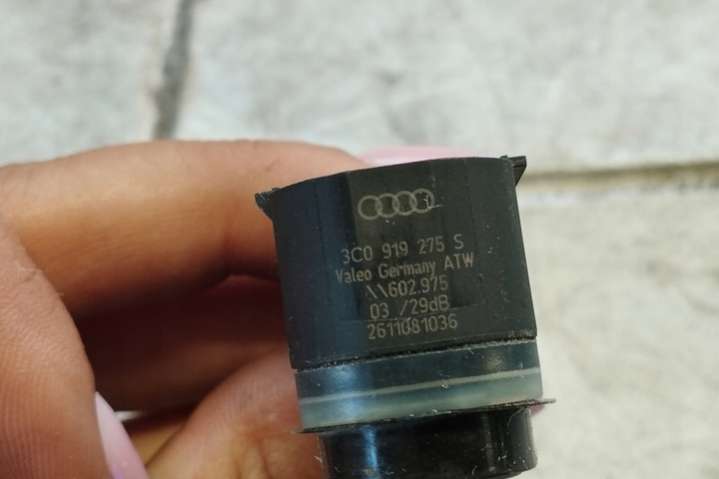 3C0 919 275 S
Valeo Germany ATW
\\602.975
03 /29dB
2611081036